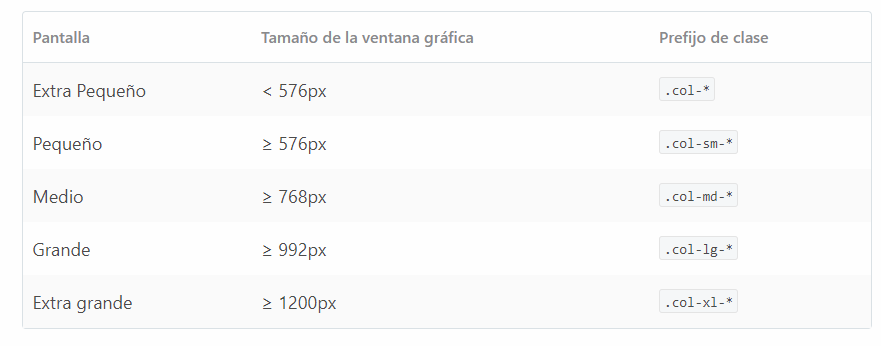 Pantalla Tamaño de la ventana gráfica Prefijo de clase
Extra Pequeño < 576px .col-*
Pequeño ≥ 576px .col-sm-*
Medio ≥ 768px .col-md-*
Grande ≥ 992px .col-lg-*
Extra grande ≥ 1200px .col-xl-*